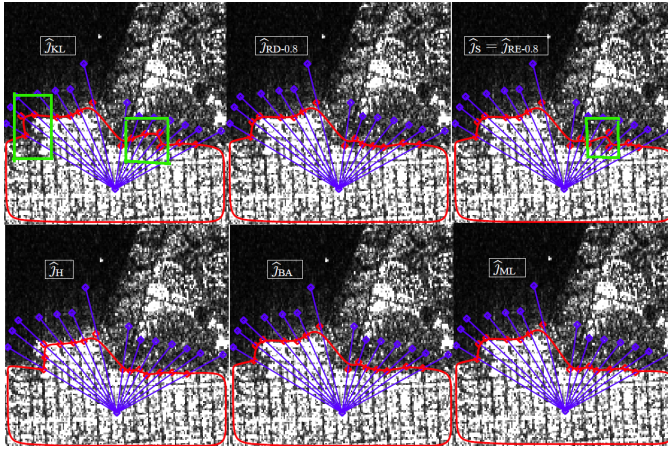 ĵKL
ĵRD-0.8
ĵS = ĵRE-0.8
ĵH
ĵBA
ĵML